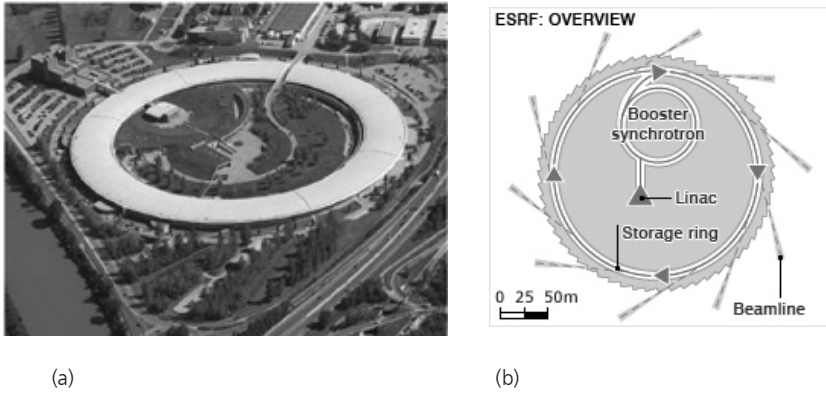 ESRF: OVERVIEW
Booster
synchrotron
Linac
Storage ring
0 25 50m
Beamline
(a)
(b)